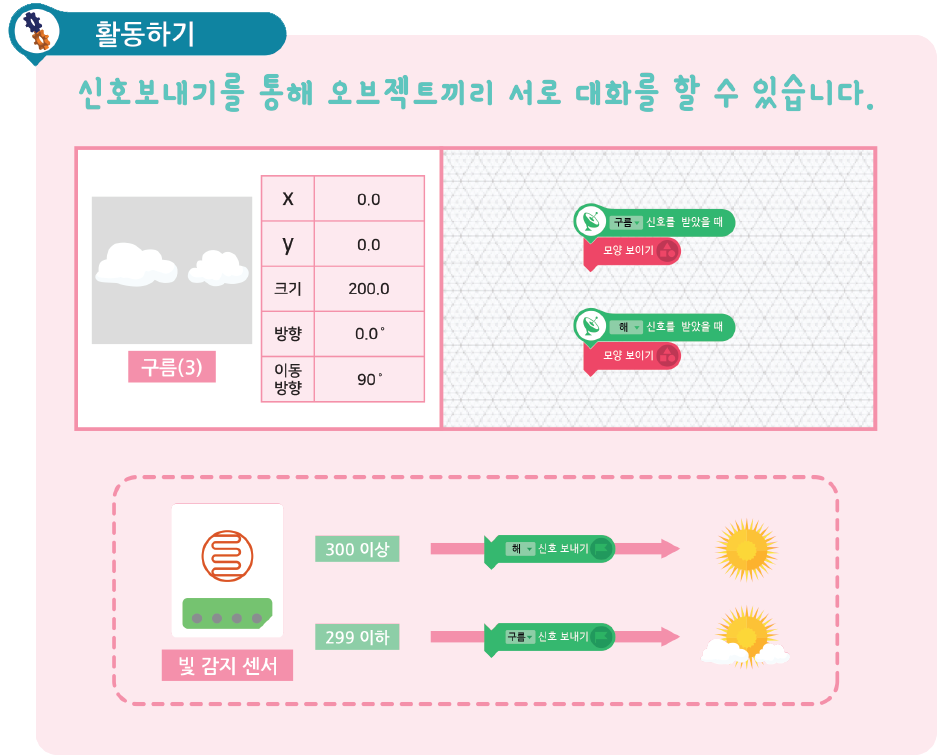 활동하기
신호보내기를 통해 오브젝트끼리 서로 대화를 할 수 있습니다.
x 0.0
y 0.0
크기 200.0
방향 0.0°
이동 방향 90°
구름(3)
구름 신호를 받았을 때
모양 보이기
해 신호를 받았을 때
모양 보이기
300 이상
해 신호 보내기
299 이하
구름 신호 보내기
빛 감지 센서